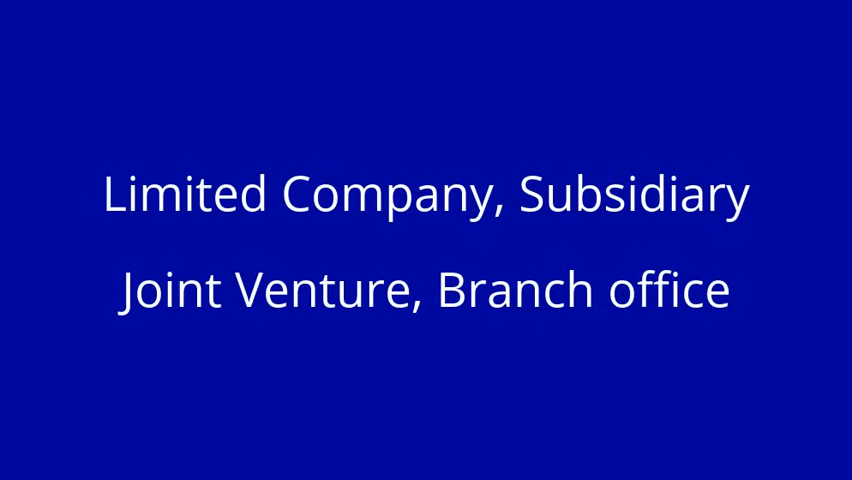 Limited Company, Subsidiary
Joint Venture, Branch office